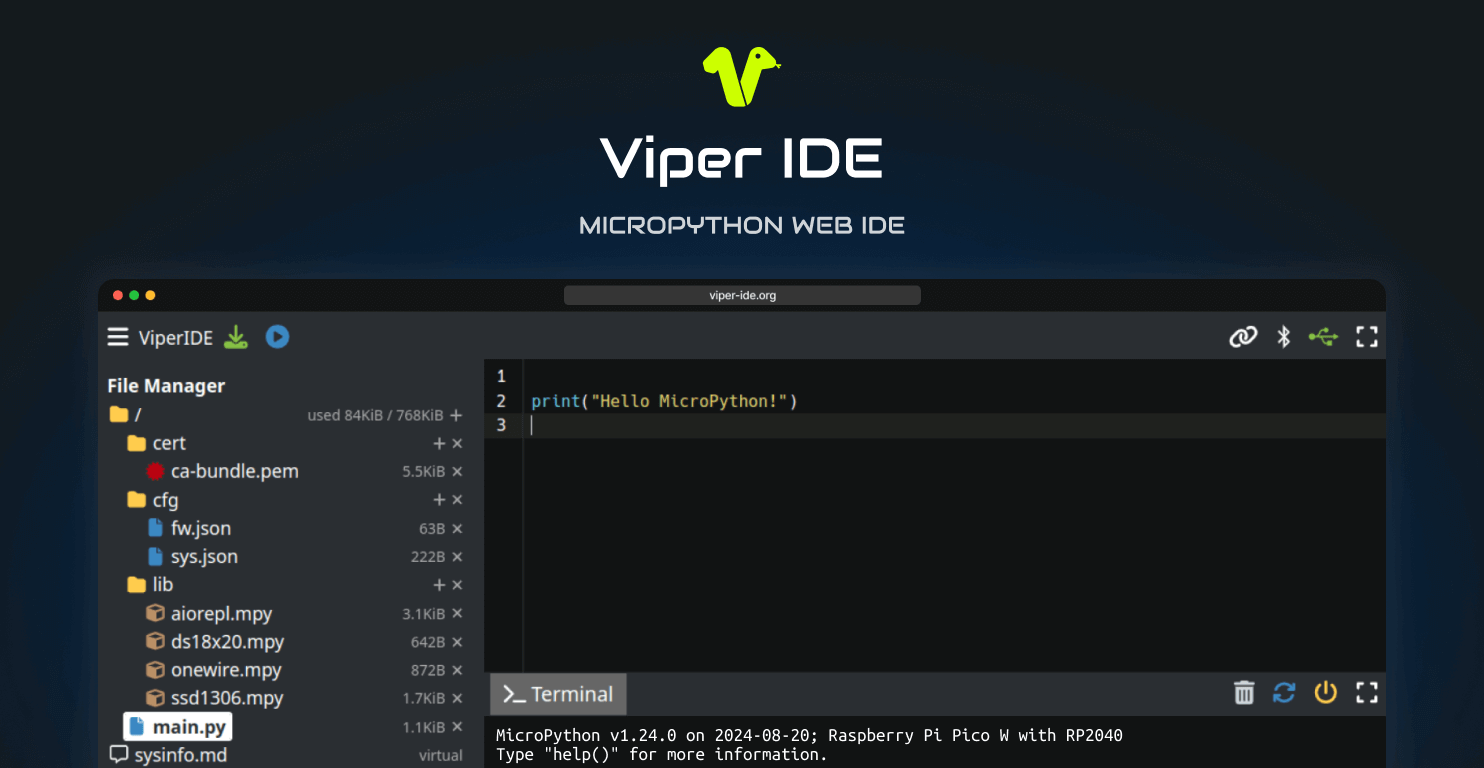 Viper IDE
MICROPYTHON WEB IDE
viper-ide.org
ViperIDE
File Manager
/ used 84KiB / 768KiB + 
cert + ×
ca-bundle.pem 5.5KiB ×
cfg + ×
fw.json 63B ×
sys.json 222B ×
lib + ×
aiorepl.mpy 3.1KiB ×
ds18x20.mpy 642B ×
onewire.mpy 872B ×
ssd1306.mpy 1.7KiB ×
main.py 1.1KiB ×
sysinfo.md virtual
1
2 print("Hello MicroPython!")
3
>_ Terminal
MicroPython v1.24.0 on 2024-08-20; Raspberry Pi Pico W with RP2040
Type "help()" for more information.